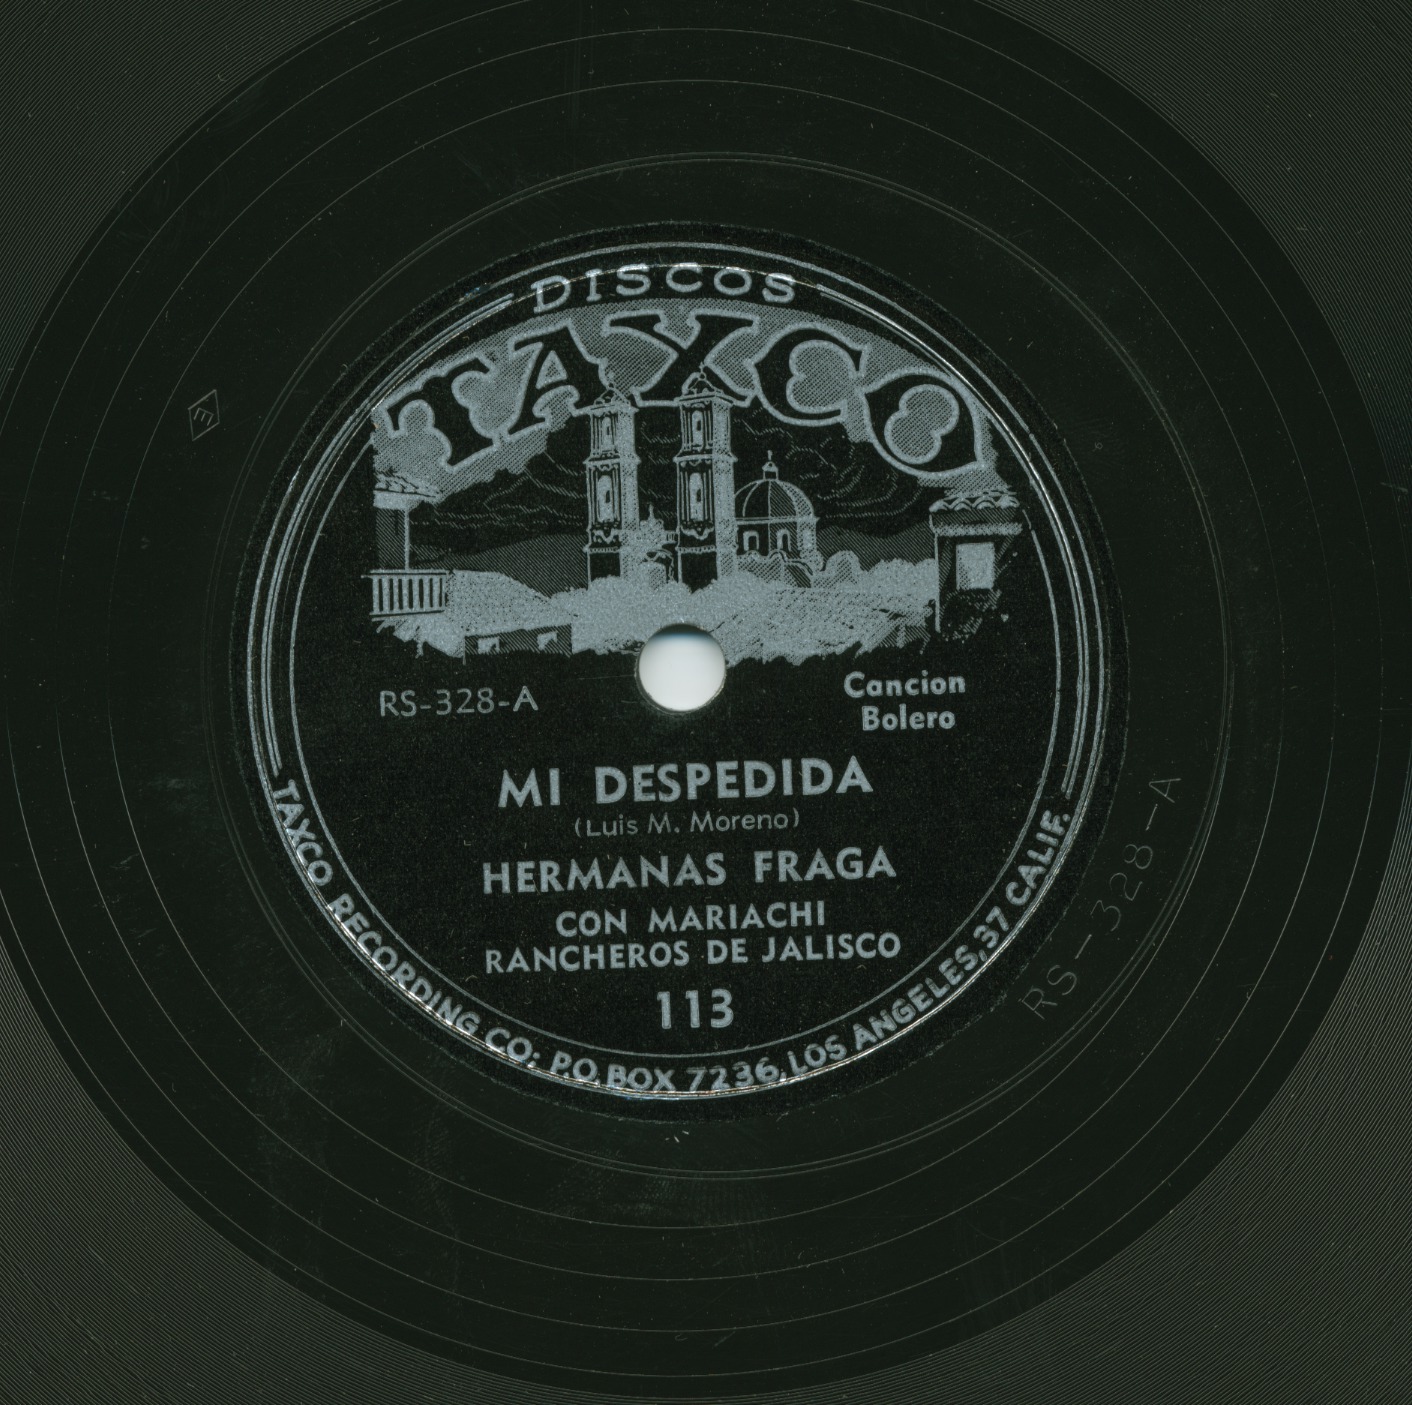 DISCOS
TAXCO
RS-328-A
Cancion
Bolero
MI DESPEDIDA
(Luis M. Moreno)
HERMANAS FRAGA
CON MARIACHI
RANCHEROS DE JALISCO
113
TAXCO RECORDING CO; P.O. BOX 7236, LOS ANGELES, 37 CALIF.
RS-328-A
E